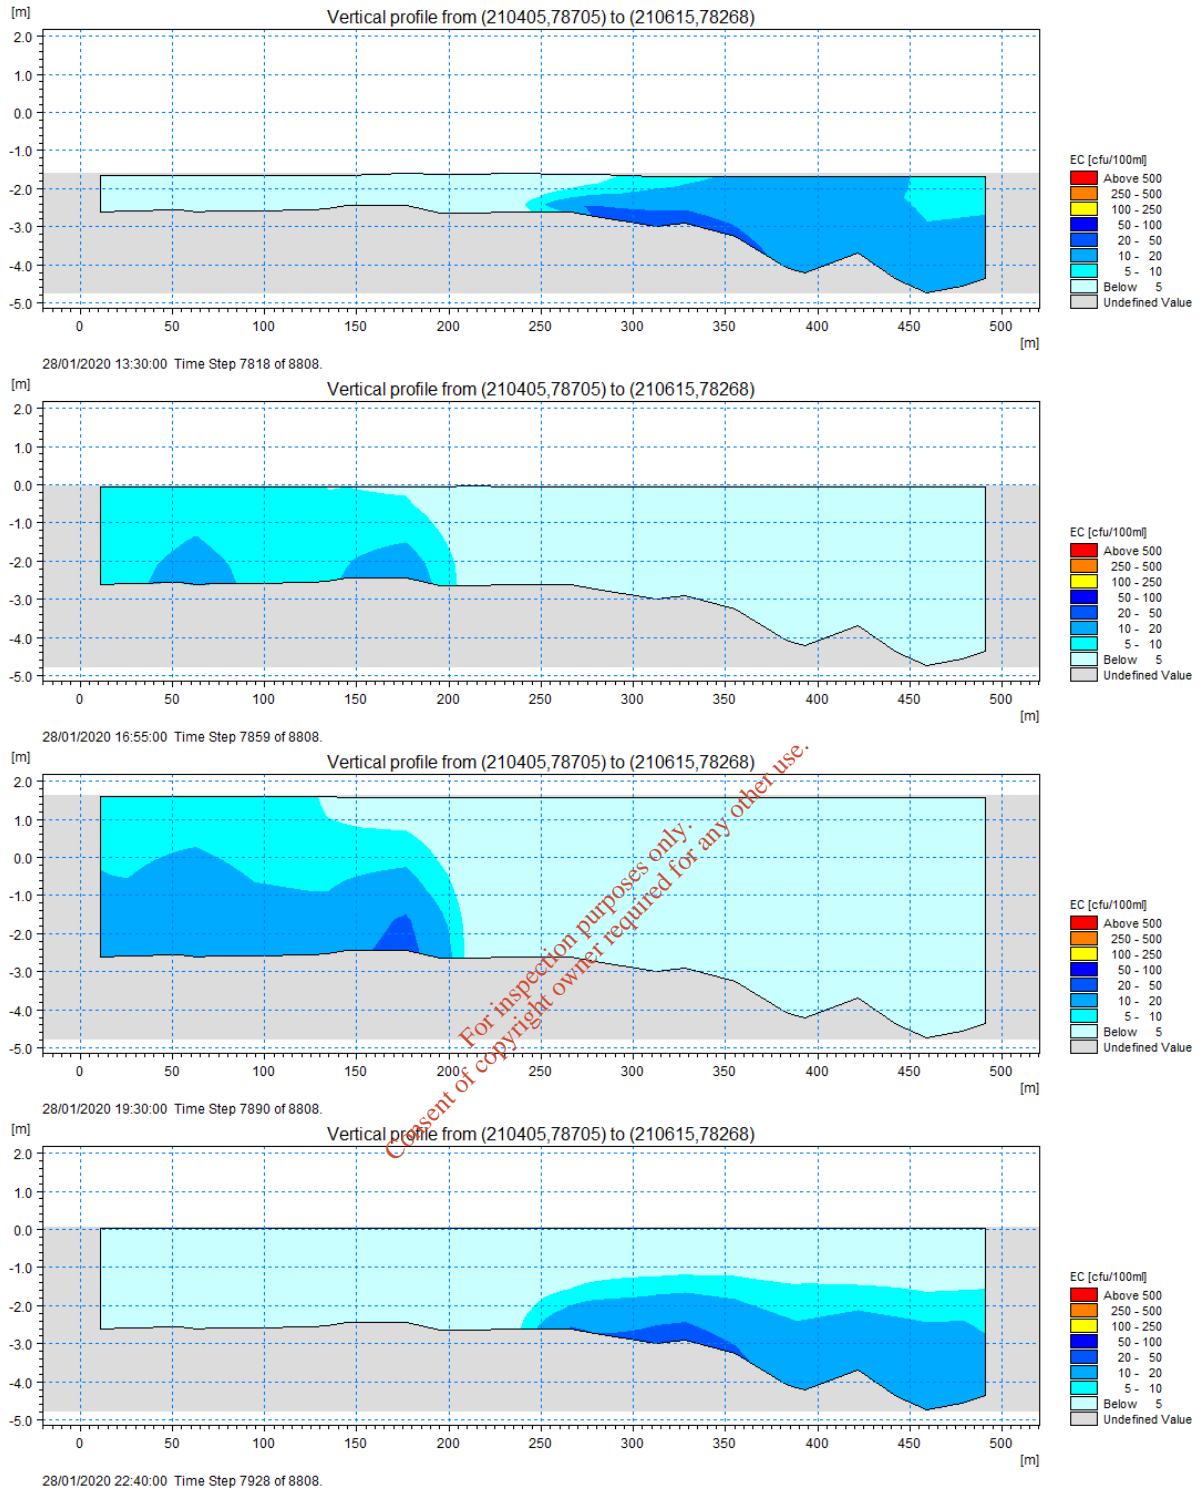 [m]
Vertical profile from (210405,78705) to (210615,78268)
2.0
1.0
0.0
-1.0
-2.0
-3.0
-4.0
-5.0
0 50 100 150 200 250 300 350 400 450 500
[m]
EC [cfu/100ml]
Above 500
250 - 500
100 - 250
50 - 100
20 - 50
10 - 20
5 - 10
Below 5
Undefined Value
28/01/2020 13:30:00 Time Step 7818 of 8808.
[m]
Vertical profile from (210405,78705) to (210615,78268)
2.0
1.0
0.0
-1.0
-2.0
-3.0
-4.0
-5.0
0 50 100 150 200 250 300 350 400 450 500
[m]
EC [cfu/100ml]
Above 500
250 - 500
100 - 250
50 - 100
20 - 50
10 - 20
5 - 10
Below 5
Undefined Value
28/01/2020 16:55:00 Time Step 7859 of 8808.
[m]
Vertical profile from (210405,78705) to (210615,78268)
2.0
1.0
0.0
-1.0
-2.0
-3.0
-4.0
-5.0
0 50 100 150 200 250 300 350 400 450 500
[m]
EC [cfu/100ml]
Above 500
250 - 500
100 - 250
50 - 100
20 - 50
10 - 20
5 - 10
Below 5
Undefined Value
For inspection purposes only.
Consent of copyright owner required for any other use.
28/01/2020 19:30:00 Time Step 7890 of 8808.
[m]
Vertical profile from (210405,78705) to (210615,78268)
2.0
1.0
0.0
-1.0
-2.0
-3.0
-4.0
-5.0
0 50 100 150 200 250 300 350 400 450 500
[m]
EC [cfu/100ml]
Above 500
250 - 500
100 - 250
50 - 100
20 - 50
10 - 20
5 - 10
Below 5
Undefined Value
28/01/2020 22:40:00 Time Step 7928 of 8808.